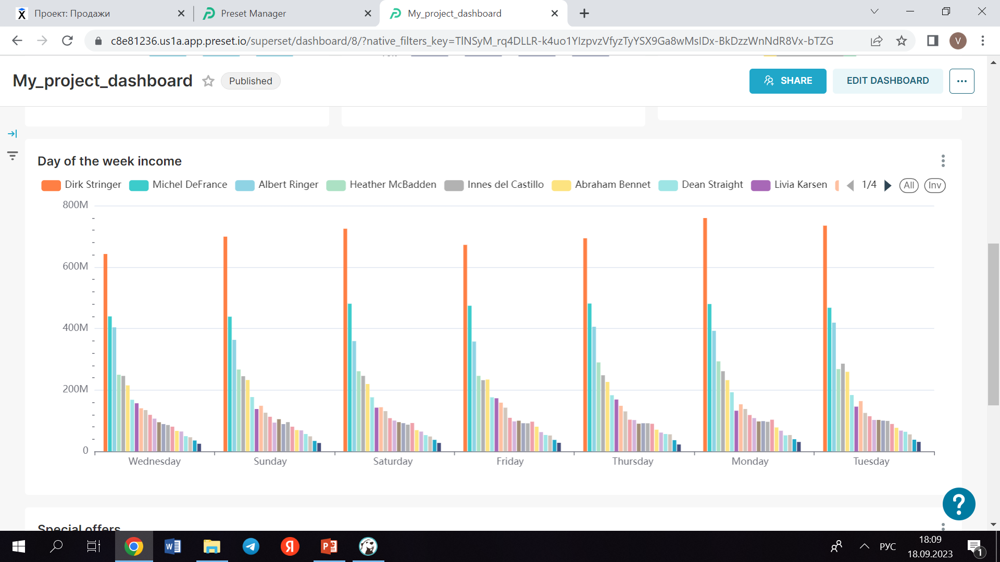 Проект: Продажи
Preset Manager
My_project_dashboard
c8e81236.us1a.app.preset.io/superset/dashboard/8/?native_filters_key=TlNSyM_rq4DLLR-k4uo1YIzpvzVfyzTyYSX9Ga8wMsIDx-BkDzzWnNdR8Vx-bTZG
V
My_project_dashboard
Published
SHARE
EDIT DASHBOARD
Day of the week income
Dirk Stringer
Michel DeFrance
Albert Ringer
Heather McBadden
Innes del Castillo
Abraham Bennet
Dean Straight
Livia Karsen
1/4
All
Inv
800M
600M
400M
200M
0
Wednesday
Sunday
Saturday
Friday
Thursday
Monday
Tuesday
?
Special offers
РУС
18:09
18.09.2023
1